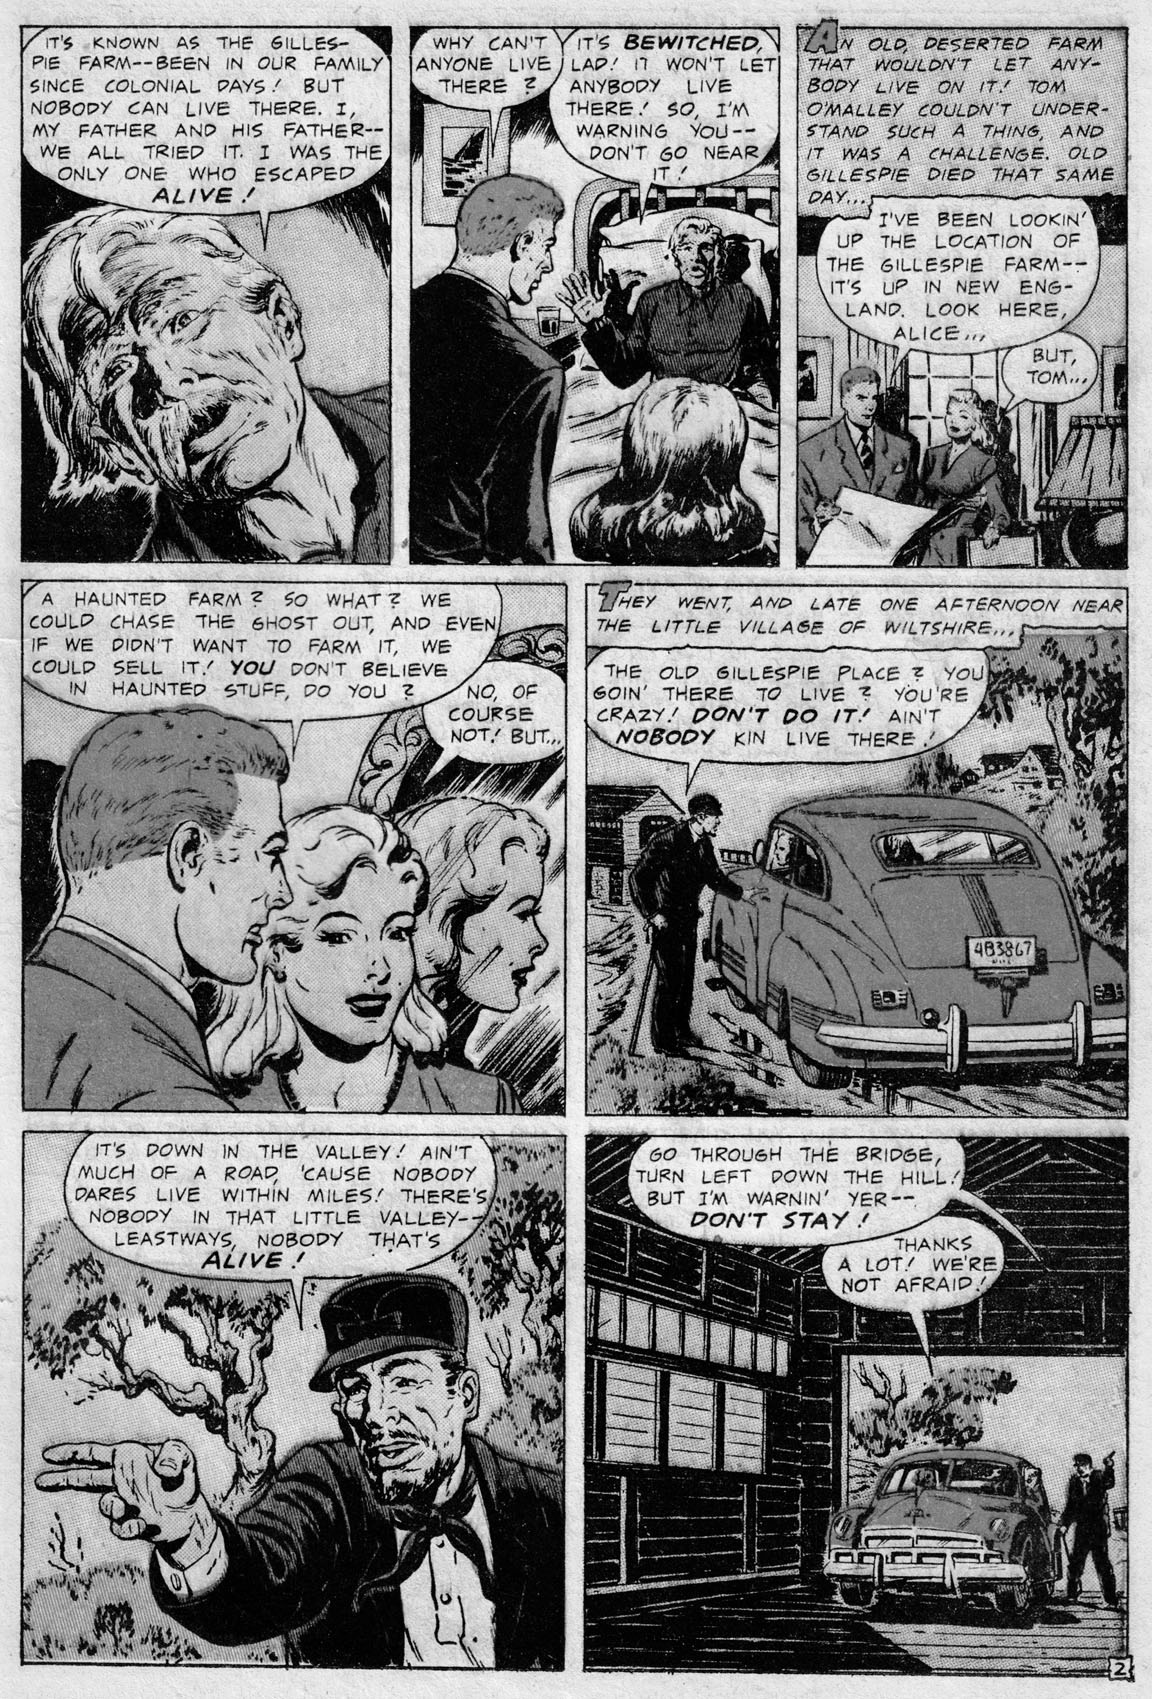 IT'S KNOWN AS THE GILLES-
PIE FARM--BEEN IN OUR FAMILY
SINCE COLONIAL DAYS! BUT
NOBODY CAN LIVE THERE. I,
MY FATHER AND HIS FATHER--
WE ALL TRIED IT. I WAS THE
ONLY ONE WHO ESCAPED
ALIVE!
WHY CAN'T
ANYONE LIVE
THERE?
IT'S BEWITCHED,
LAD! IT WON'T LET
ANYBODY LIVE
THERE! SO, I'M
WARNING YOU--
DON'T GO NEAR
IT!
AN OLD, DESERTED FARM
THAT WOULDN'T LET ANY-
BODY LIVE ON IT! TOM
O'MALLEY COULDN'T UNDER-
STAND SUCH A THING, AND
IT WAS A CHALLENGE. OLD
GILLESPIE DIED THAT SAME
DAY...
I'VE BEEN LOOKIN'
UP THE LOCATION OF
THE GILLESPIE FARM--
IT'S UP IN NEW ENG-
LAND. LOOK HERE,
ALICE...
BUT,
TOM...
A HAUNTED FARM? SO WHAT? WE
COULD CHASE THE GHOST OUT, AND EVEN
IF WE DIDN'T WANT TO FARM IT, WE
COULD SELL IT! YOU DON'T BELIEVE
IN HAUNTED STUFF, DO YOU?
NO, OF
COURSE
NOT! BUT...
THEY WENT, AND LATE ONE AFTERNOON NEAR
THE LITTLE VILLAGE OF WILTSHIRE...
THE OLD GILLESPIE PLACE? YOU
GOIN' THERE TO LIVE? YOU'RE
CRAZY! DON'T DO IT! AIN'T
NOBODY KIN LIVE THERE!
4B3867
IT'S DOWN IN THE VALLEY! AIN'T
MUCH OF A ROAD, 'CAUSE NOBODY
DARES LIVE WITHIN MILES! THERE'S
NOBODY IN THAT LITTLE VALLEY--
LEASTWAYS, NOBODY THAT'S
ALIVE!
GO THROUGH THE BRIDGE,
TURN LEFT DOWN THE HILL!
BUT I'M WARNIN' YER--
DON'T STAY!
THANKS
A LOT! WE'RE
NOT AFRAID!
2